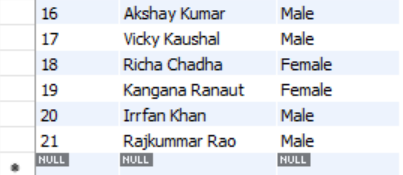 16 Akshay Kumar Male
17 Vicky Kaushal Male
18 Richa Chadha Female
19 Kangana Ranaut Female
20 Irrfan Khan Male
21 Rajkummar Rao Male
NULL NULL NULL